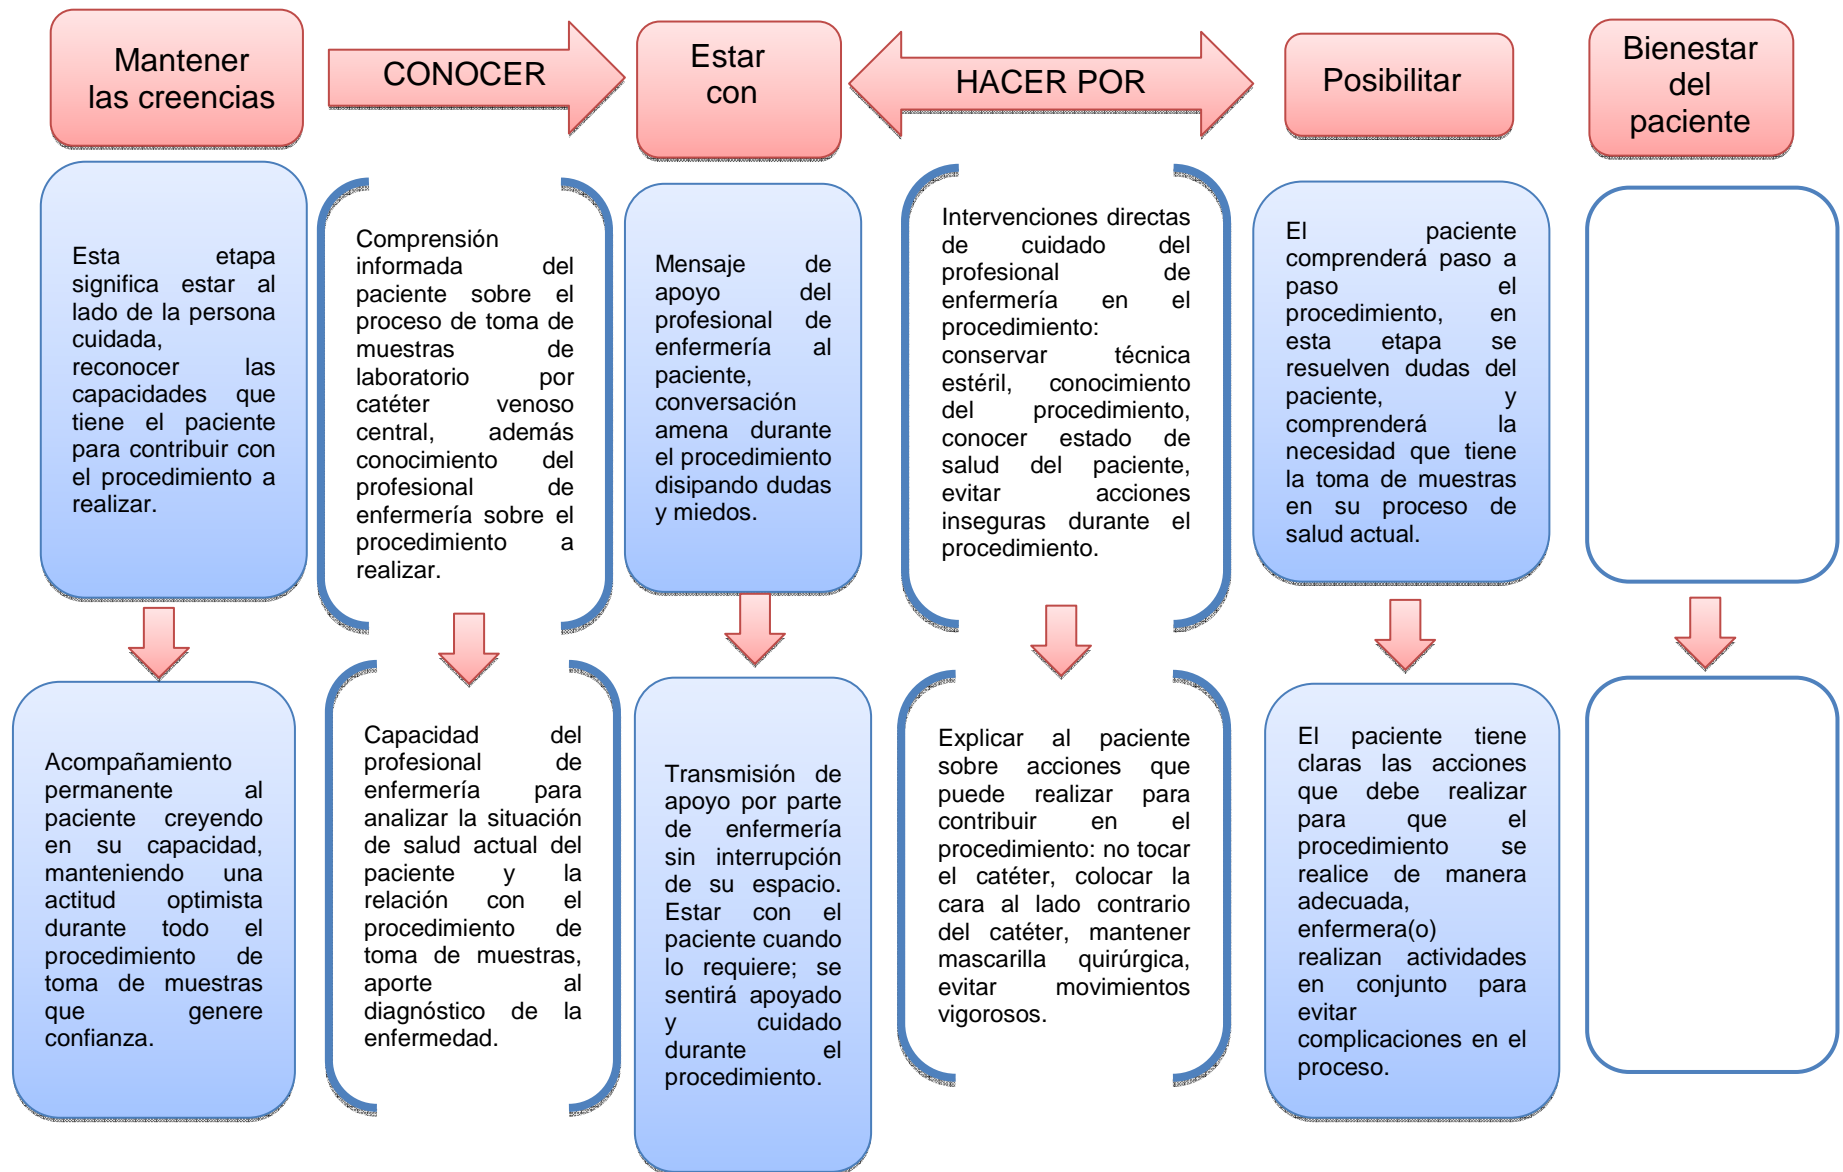 Mantener
las creencias
CONOCER
Estar
con
HACER POR
Posibilitar
Bienestar
del
paciente
Esta etapa
significa estar al
lado de la persona
cuidada,
reconocer las
capacidades que
tiene el paciente
para contribuir con
el procedimiento a
realizar.
Comprensión
informada del
paciente sobre el
proceso de toma de
muestras de
laboratorio por
catéter venoso
central, además
conocimiento del
profesional de
enfermería sobre el
procedimiento a
realizar.
Mensaje de
apoyo del
profesional de
enfermería al
paciente,
conversación
amena durante
el procedimiento
disipando dudas
y miedos.
Intervenciones directas
de cuidado del
profesional de
enfermería en el
procedimiento:
conservar técnica
estéril, conocimiento
del procedimiento,
conocer estado de
salud del paciente,
evitar acciones
inseguras durante el
procedimiento.
El paciente
comprenderá paso a
paso el
procedimiento, en
esta etapa se
resuelven dudas del
paciente, y
comprenderá la
necesidad que tiene
la toma de muestras
en su proceso de
salud actual.
Acompañamiento
permanente al
paciente creyendo
en su capacidad,
manteniendo una
actitud optimista
durante todo el
procedimiento de
toma de muestras
que genere
confianza.
Capacidad del
profesional de
enfermería para
analizar la situación
de salud actual del
paciente y la
relación con el
procedimiento de
toma de muestras,
aporte al
diagnóstico de la
enfermedad.
Transmisión de
apoyo por parte
de enfermería
sin interrupción
de su espacio.
Estar con el
paciente cuando
lo requiere; se
sentirá apoyado
y cuidado
durante el
procedimiento.
Explicar al paciente
sobre acciones que
puede realizar para
contribuir en el
procedimiento: no tocar
el catéter, colocar la
cara al lado contrario
del catéter, mantener
mascarilla quirúrgica,
evitar movimientos
vigorosos.
El paciente tiene
claras las acciones
que debe realizar
para que el
procedimiento se
realice de manera
adecuada,
enfermera(o)
realizan actividades
en conjunto para
evitar
complicaciones en el
proceso.